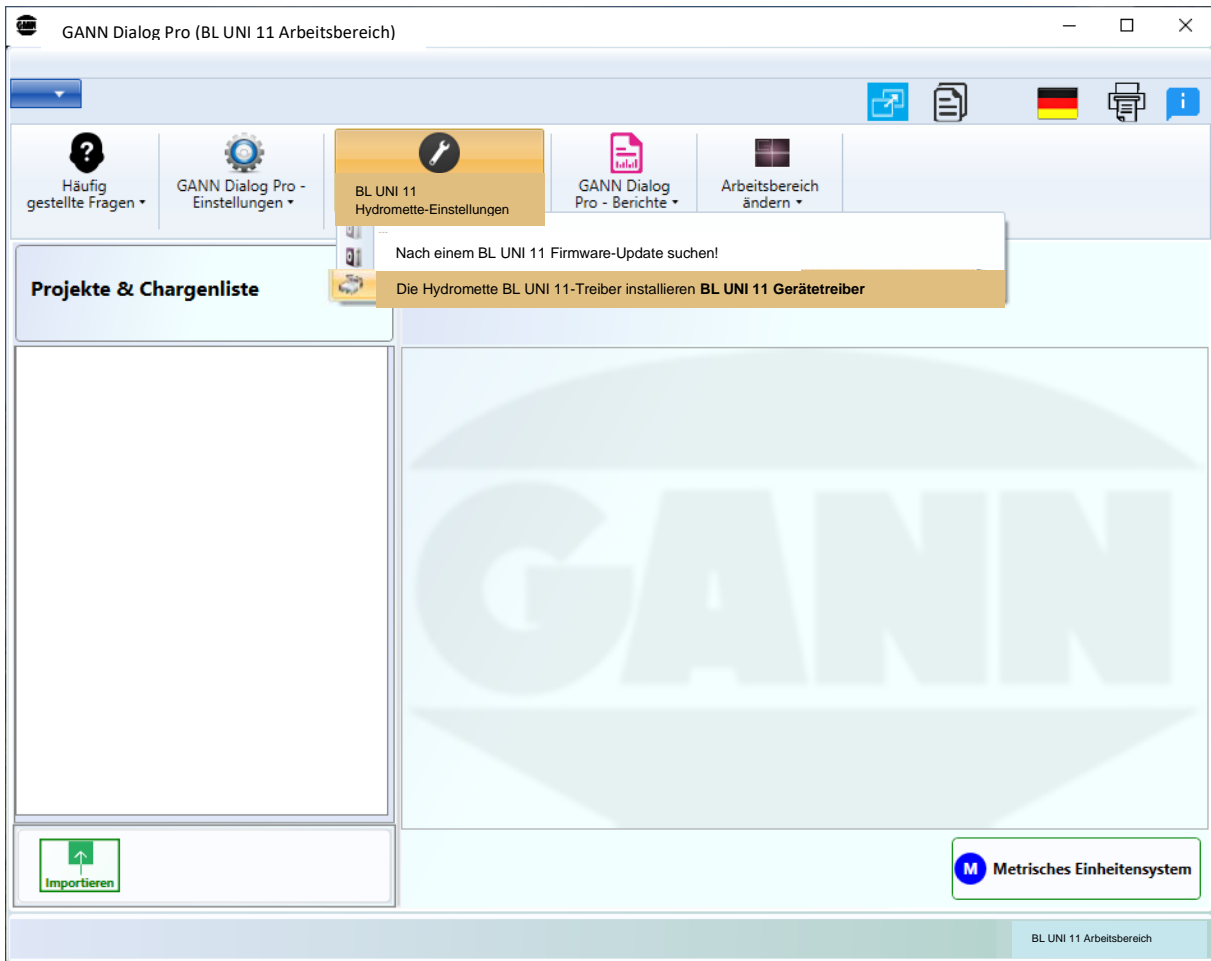 GANN Dialog Pro (BL UNI 11 Arbeitsbereich)
Häufig
gestellte Fragen
GANN Dialog Pro -
Einstellungen
BL UNI 11
Hydromette-Einstellungen
GANN Dialog
Pro - Berichte
Arbeitsbereich
ändern
...
Nach einem BL UNI 11 Firmware-Update suchen!
Die Hydromette BL UNI 11-Treiber installieren BL UNI 11 Gerätetreiber
Projekte & Chargenliste
GANN
Importieren
M Metrisches Einheitensystem
BL UNI 11 Arbeitsbereich